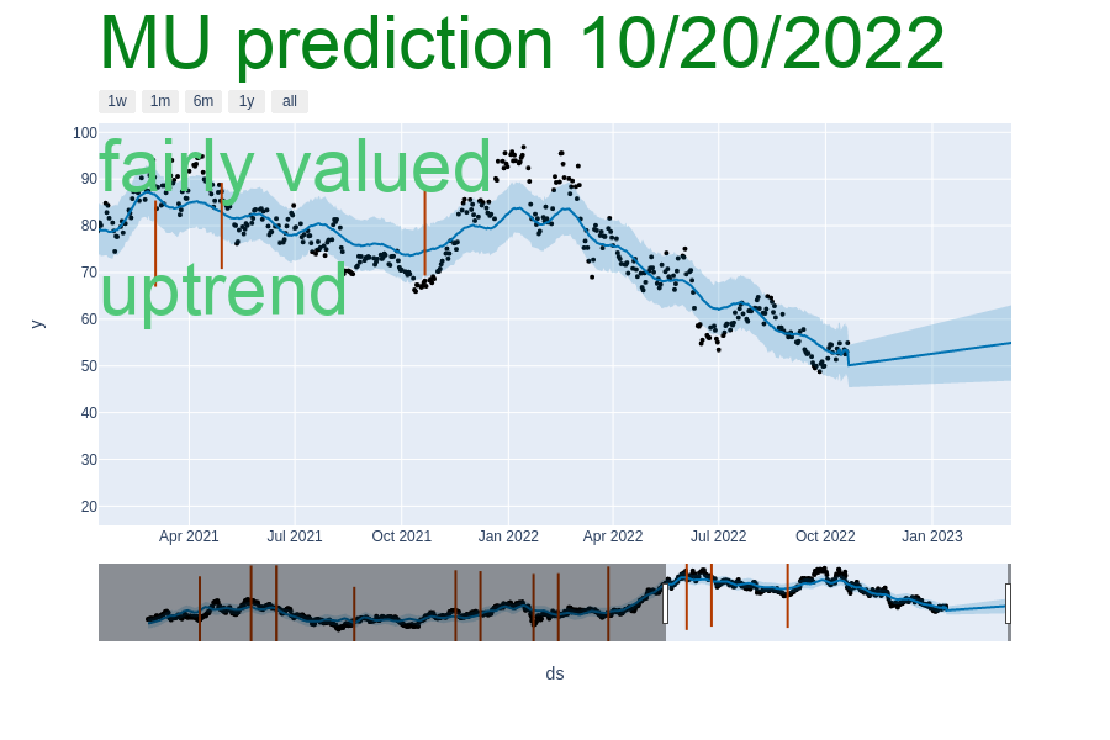 MU prediction 10/20/2022
1w 1m 6m 1y all
100
fairly valued
90
80
70
uptrend
60
y
50
40
30
20
Apr 2021 Jul 2021 Oct 2021 Jan 2022 Apr 2022 Jul 2022 Oct 2022 Jan 2023
ds